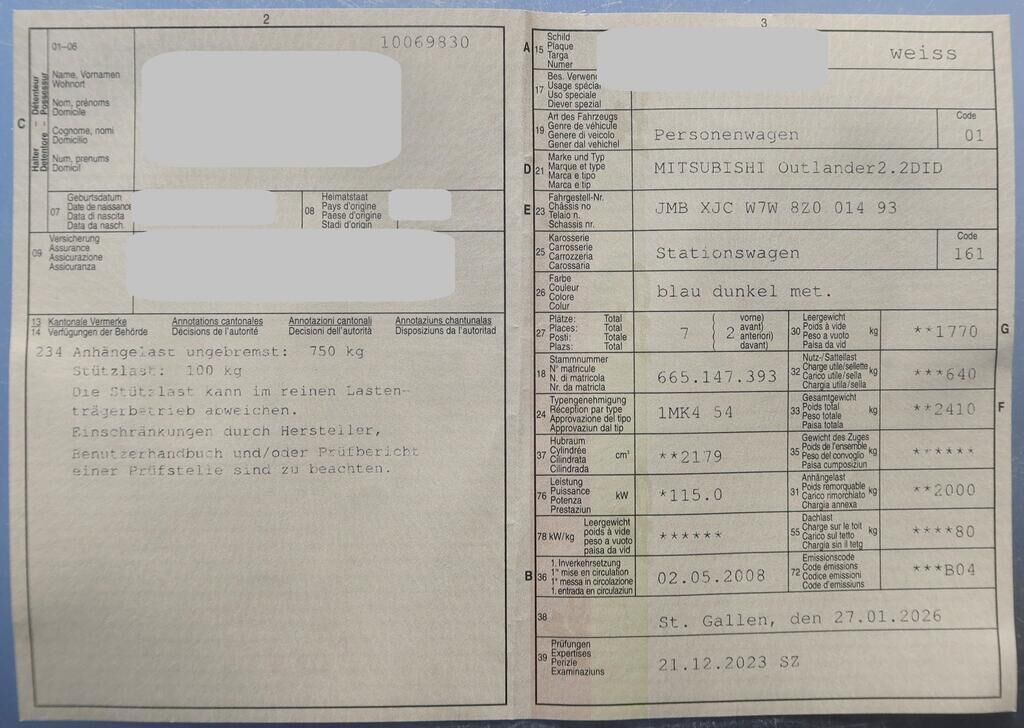 2
01–06
10069830
C
Halter – Détenteur
Detentore – Possessur
Name, Vornamen
Wohnort
Nom, prénoms
Domicile
Cognome, nomi
Domicilio
Num, prenums
Domicil
07
Geburtsdatum
Date de naissance
Data di nascita
Data da nasch.
08
Heimatstaat
Pays d'origine
Paese d'origine
Stadi d'origin
09
Versicherung
Assurance
Assicurazione
Assicuranza
13 Kantonale Vermerke Annotations cantonales Annotazioni cantonali Annotaziuns chantunalas
14 Verfügungen der Behörde Décisions de l'autorité Decisioni dell'autorità Disposiziuns da l'autoritad
234 Anhängelast ungebremst: 750 kg
Stützlast: 100 kg
Die Stützlast kann im reinen Lasten-
trägerbetrieb abweichen.
Einschränkungen durch Hersteller,
Benutzerhandbuch und/oder Prüfbericht
einer Prüfstelle sind zu beachten.
3
A
15
Schild
Plaque
Targa
Numer
weiss
17
Bes. Verwen
Usage spécia
Uso speciale
Diever spezial
19
Art des Fahrzeugs
Genre de véhicule
Genere di veicolo
Gener dal vehichel
Personenwagen
Code
01
D
21
Marke und Typ
Marque et type
Marca e tipo
Marca e tip
MITSUBISHI Outlander2.2DID
E
23
Fahrgestell-Nr.
Châssis no
Telaio n.
Schassis nr.
JMB XJC W7W 8Z0 014 93
25
Karosserie
Carrosserie
Carrozzeria
Carossaria
Stationswagen
Code
161
26
Farbe
Couleur
Colore
Colur
blau dunkel met.
27
Plätze: Total
Places: Total
Posti: Totale
Plazs: Total
7
( 2
vorne)
avant)
anteriori)
davant)
30
Leergewicht
Poids à vide
Peso a vuoto
Paisa da vid
kg
**1770
G
18
Stammnummer
N° matricule
N. di matricola
Nr. da matricla
665.147.393
32
Nutz-/Sattellast
Charge utile/sellette
Carico utile/sella
Chargia utila/sella
kg
***640
24
Typengenehmigung
Réception par type
Approvazione del tipo
Approvaziun dal tip
1MK4 54
33
Gesamtgewicht
Poids total
Peso totale
Paisa totala
kg
**2410
F
37
Hubraum
Cylindrée
Cilindrata
Cilindrada
cm³
**2179
35
Gewicht des Zuges
Poids de l'ensemble
Peso del convoglio
Paisa cumposiziun
kg
******
76
Leistung
Puissance
Potenza
Prestaziun
kW
*115.0
31
Anhängelast
Poids remorquable
Carico rimorchiato
Chargia annexa
kg
**2000
78 kW/kg
Leergewicht
poids à vide
peso a vuoto
paisa da vid
******
55
Dachlast
Charge sur le toit
Carico sul tetto
Chargia sin il tetg
kg
****80
B
36
1. Inverkehrsetzung
1re mise en circulation
1a messa in circolazione
1. entrada en circulaziun
02.05.2008
72
Emissionscode
Code émissions
Codice emissioni
Code d'emissiuns
***B04
38
St. Gallen, den 27.01.2026
39
Prüfungen
Expertises
Perizie
Examinaziuns
21.12.2023 SZ